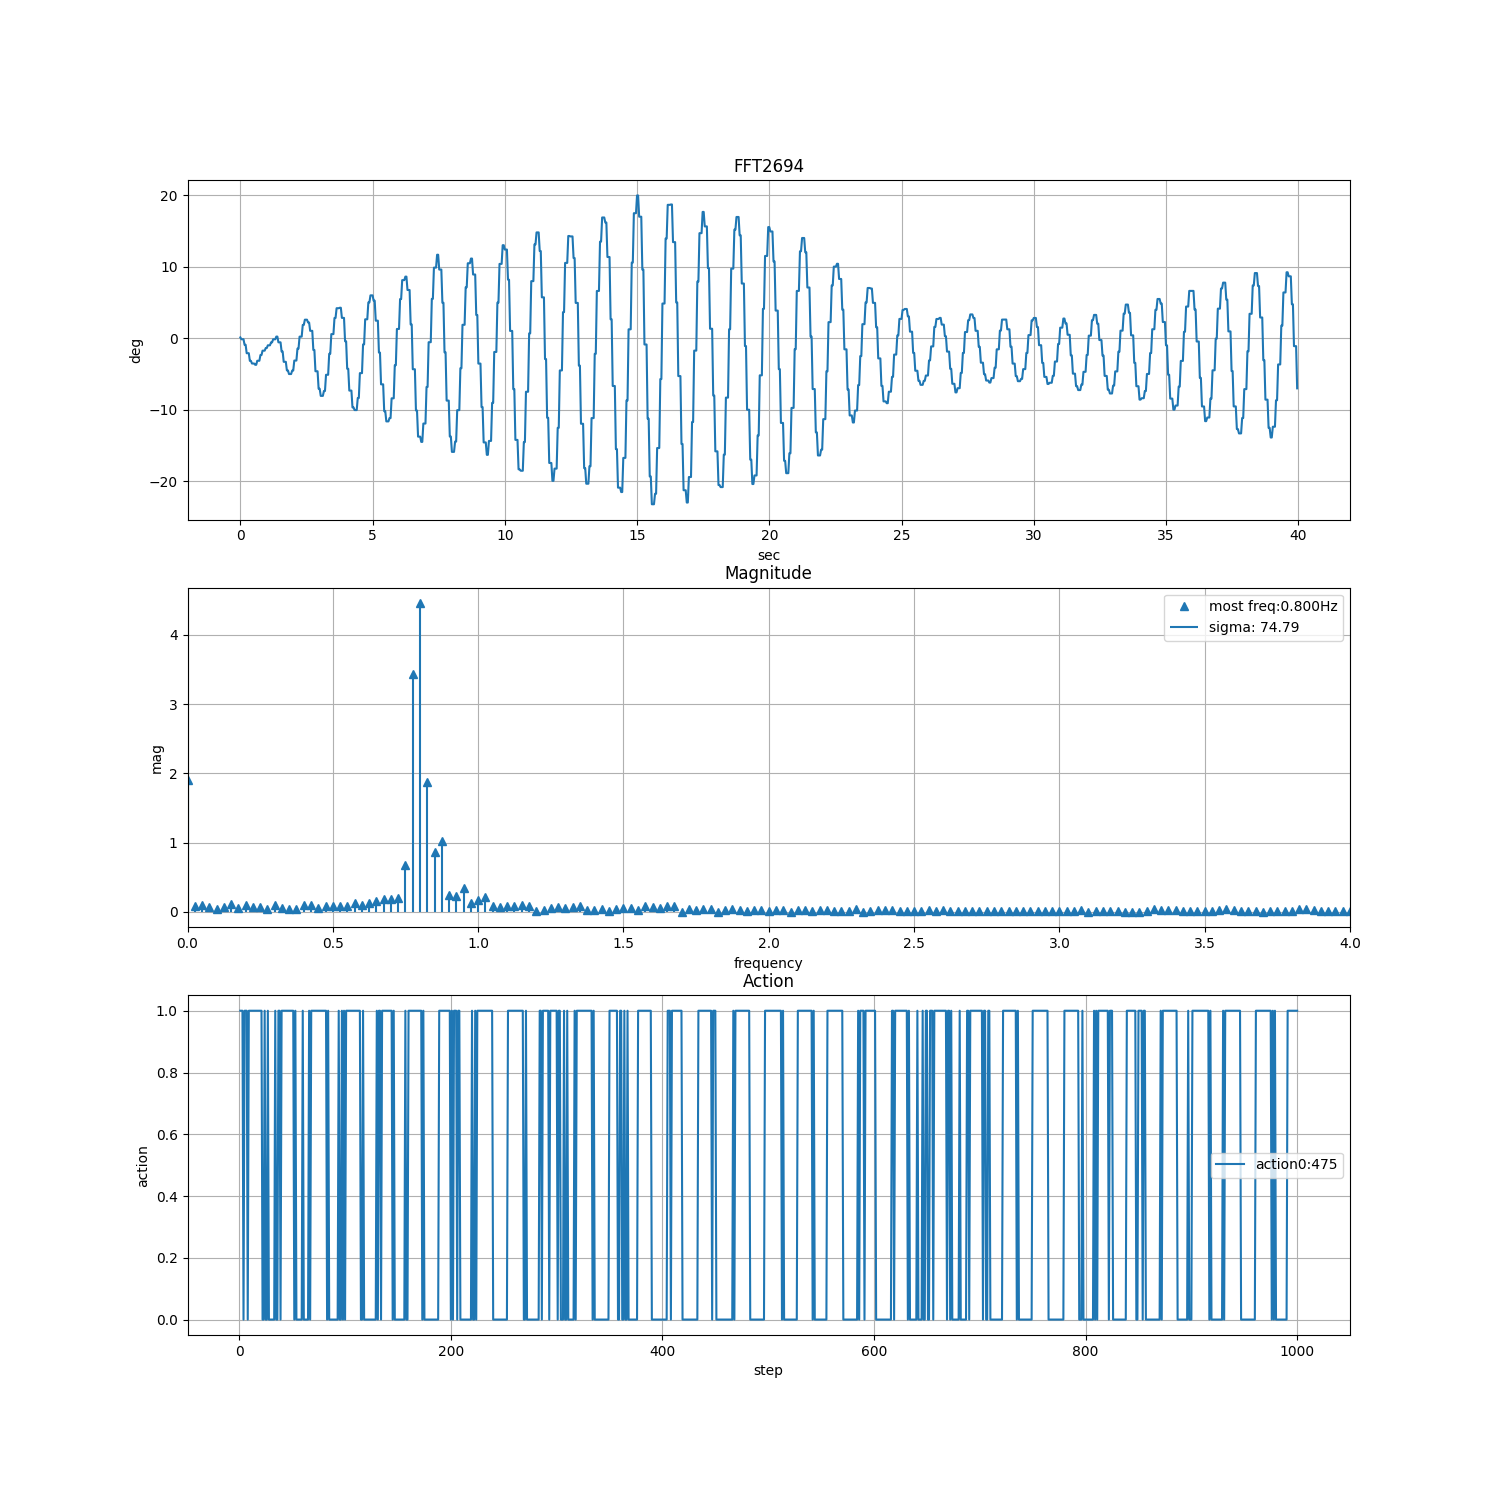 FFT2694
20
10
0
−10
−20
deg
0 5 10 15 20 25 30 35 40
sec
Magnitude
most freq:0.800Hz
sigma: 74.79
4
3
2
1
0
mag
0.0 0.5 1.0 1.5 2.0 2.5 3.0 3.5 4.0
frequency
Action
1.0
0.8
0.6
0.4
0.2
0.0
action
action0:475
0 200 400 600 800 1000
step